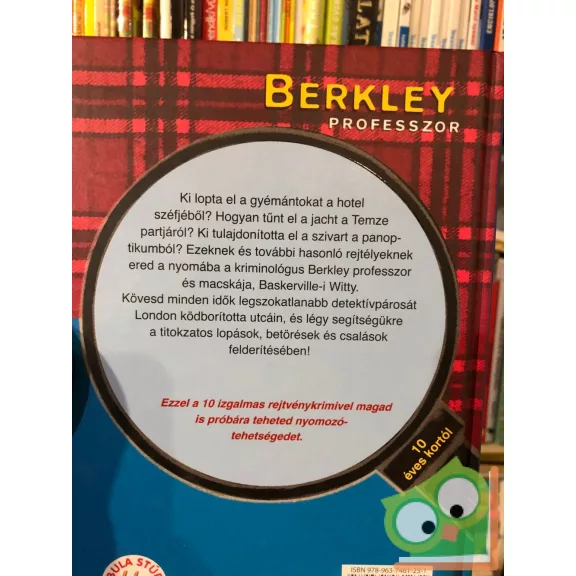 BERKLEY
PROFESSZOR
Ki lopta el a gyémántokat a hotel
széfjéből? Hogyan tűnt el a jacht a Temze
partjáról? Ki tulajdonította el a szivart a panop-
tikumból? Ezeknek és további hasonló rejtélyeknek
ered a nyomába a kriminológus Berkley professzor
és macskája, Baskerville-i Witty.
Kövesd minden idők legszokatlanabb detektívpárosát
London ködborította utcáin, és légy segítségükre
a titokzatos lopások, betörések és csalások
felderítésében!
Ezzel a 10 izgalmas rejtvénykrimivel magad
is próbára teheted nyomozó-
tehetségedet.
10
éves kortól